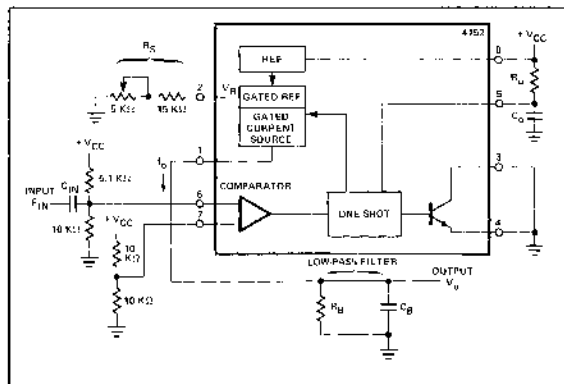 4152
R_S
REF
8
+V_CC
2
V_R
GATED REF
R_o
5 KΩ
15 KΩ
5
GATED
CURRENT
SOURCE
C_o
+V_CC
1
I_o
5.1 KΩ
3
INPUT
C_IN
COMPARATOR
F_IN
6
7
ONE SHOT
+V_CC
10 KΩ
10
KΩ
4
LOW-PASS FILTER
OUTPUT
V_o
10 KΩ
R_B
C_B